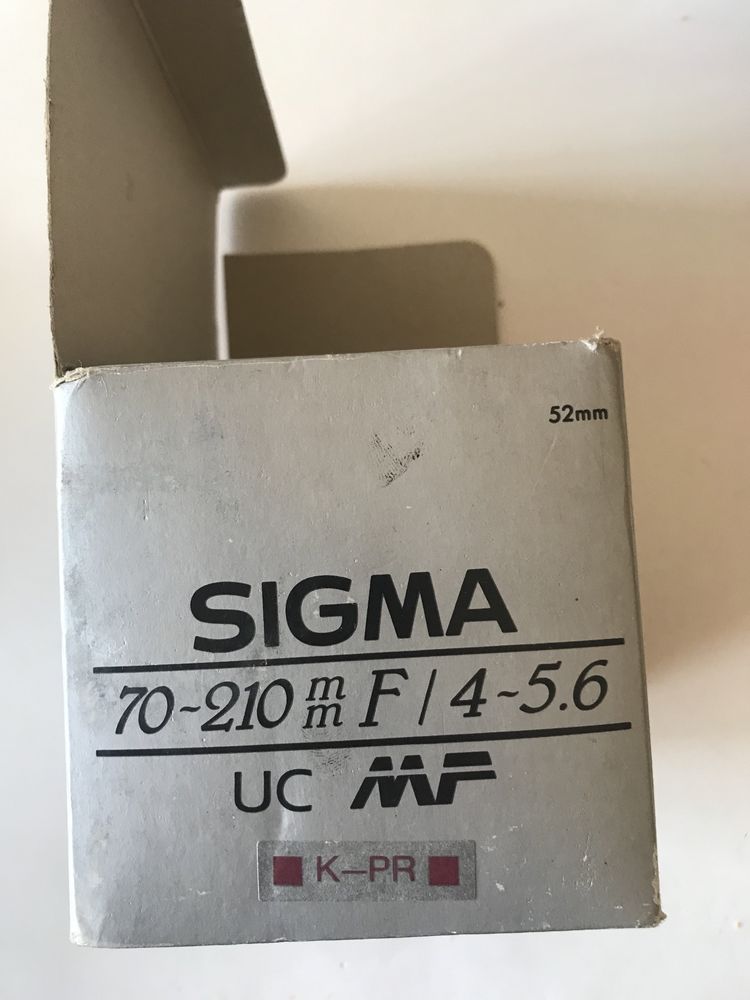 52mm
SIGMA
70~210mm F/4~5.6
UC MF
K–PR